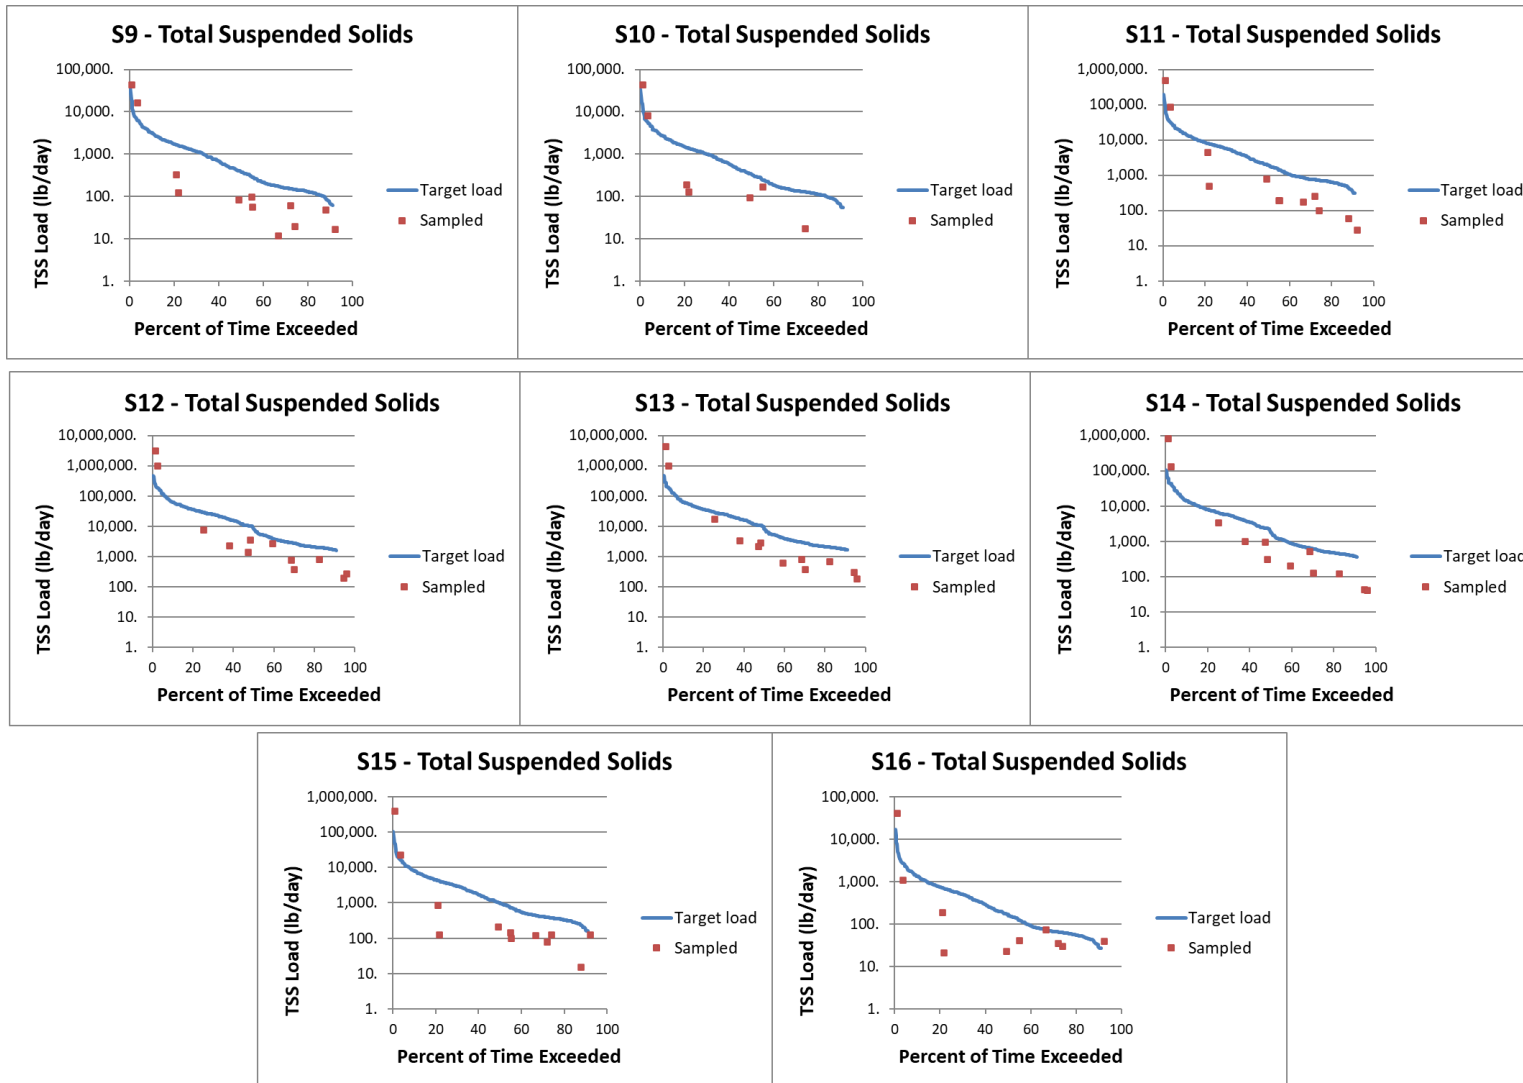 S9 - Total Suspended Solids
100,000.
10,000.
1,000.
100.
10.
1.
0 20 40 60 80 100
TSS Load (lb/day)
Percent of Time Exceeded
Target load
Sampled
S10 - Total Suspended Solids
100,000.
10,000.
1,000.
100.
10.
1.
0 20 40 60 80 100
TSS Load (lb/day)
Percent of Time Exceeded
Target load
Sampled
S11 - Total Suspended Solids
1,000,000.
100,000.
10,000.
1,000.
100.
10.
1.
0 20 40 60 80 100
TSS Load (lb/day)
Percent of Time Exceeded
Target load
Sampled
S12 - Total Suspended Solids
10,000,000.
1,000,000.
100,000.
10,000.
1,000.
100.
10.
1.
0 20 40 60 80 100
TSS Load (lb/day)
Percent of Time Exceeded
Target load
Sampled
S13 - Total Suspended Solids
10,000,000.
1,000,000.
100,000.
10,000.
1,000.
100.
10.
1.
0 20 40 60 80 100
TSS Load (lb/day)
Percent of Time Exceeded
Target load
Sampled
S14 - Total Suspended Solids
1,000,000.
100,000.
10,000.
1,000.
100.
10.
1.
0 20 40 60 80 100
TSS Load (lb/day)
Percent of Time Exceeded
Target load
Sampled
S15 - Total Suspended Solids
1,000,000.
100,000.
10,000.
1,000.
100.
10.
1.
0 20 40 60 80 100
TSS Load (lb/day)
Percent of Time Exceeded
Target load
Sampled
S16 - Total Suspended Solids
100,000.
10,000.
1,000.
100.
10.
1.
0 20 40 60 80 100
TSS Load (lb/day)
Percent of Time Exceeded
Target load
Sampled